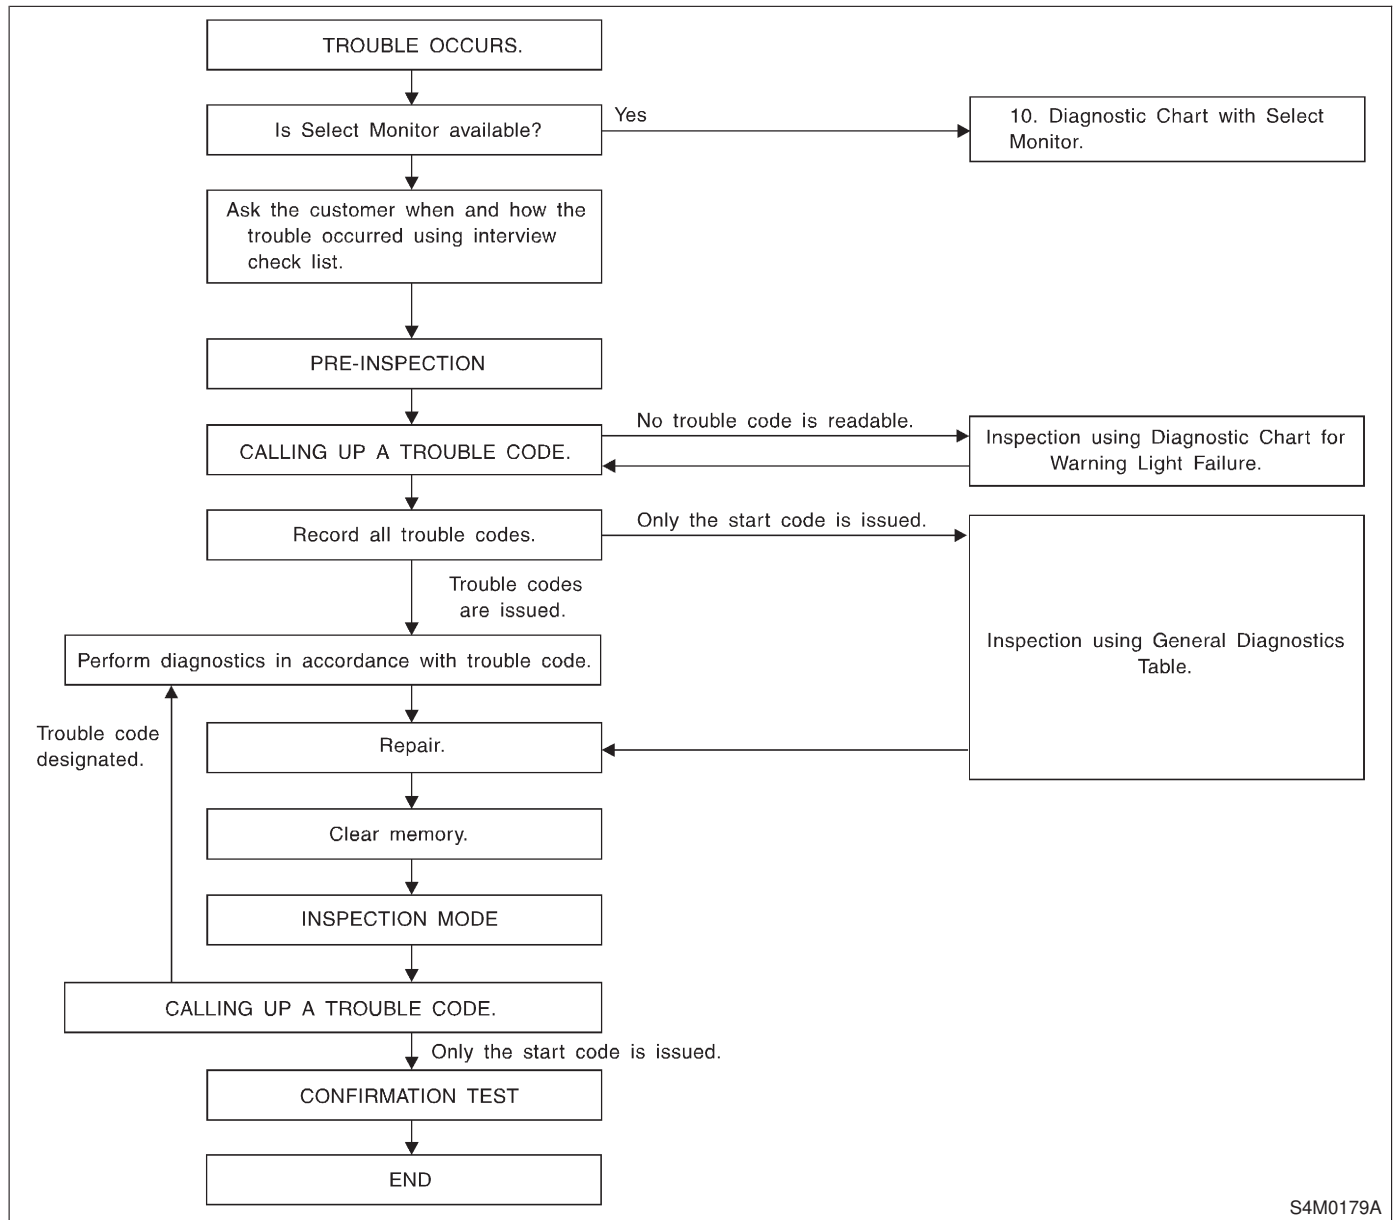 TROUBLE OCCURS.
Is Select Monitor available?
Yes
10. Diagnostic Chart with Select
Monitor.
Ask the customer when and how the
trouble occurred using interview
check list.
PRE-INSPECTION
CALLING UP A TROUBLE CODE.
No trouble code is readable.
Inspection using Diagnostic Chart for
Warning Light Failure.
Record all trouble codes.
Only the start code is issued.
Trouble codes
are issued.
Inspection using General Diagnostics
Table.
Perform diagnostics in accordance with trouble code.
Trouble code
designated.
Repair.
Clear memory.
INSPECTION MODE
CALLING UP A TROUBLE CODE.
Only the start code is issued.
CONFIRMATION TEST
END
S4M0179A